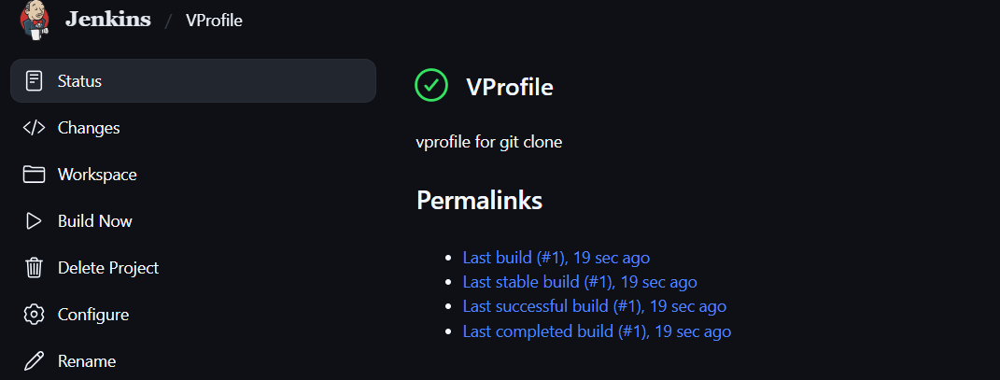 Jenkins / VProfile
Status
Changes
Workspace
Build Now
Delete Project
Configure
Rename
VProfile
vprofile for git clone
Permalinks
Last build (#1), 19 sec ago
Last stable build (#1), 19 sec ago
Last successful build (#1), 19 sec ago
Last completed build (#1), 19 sec ago